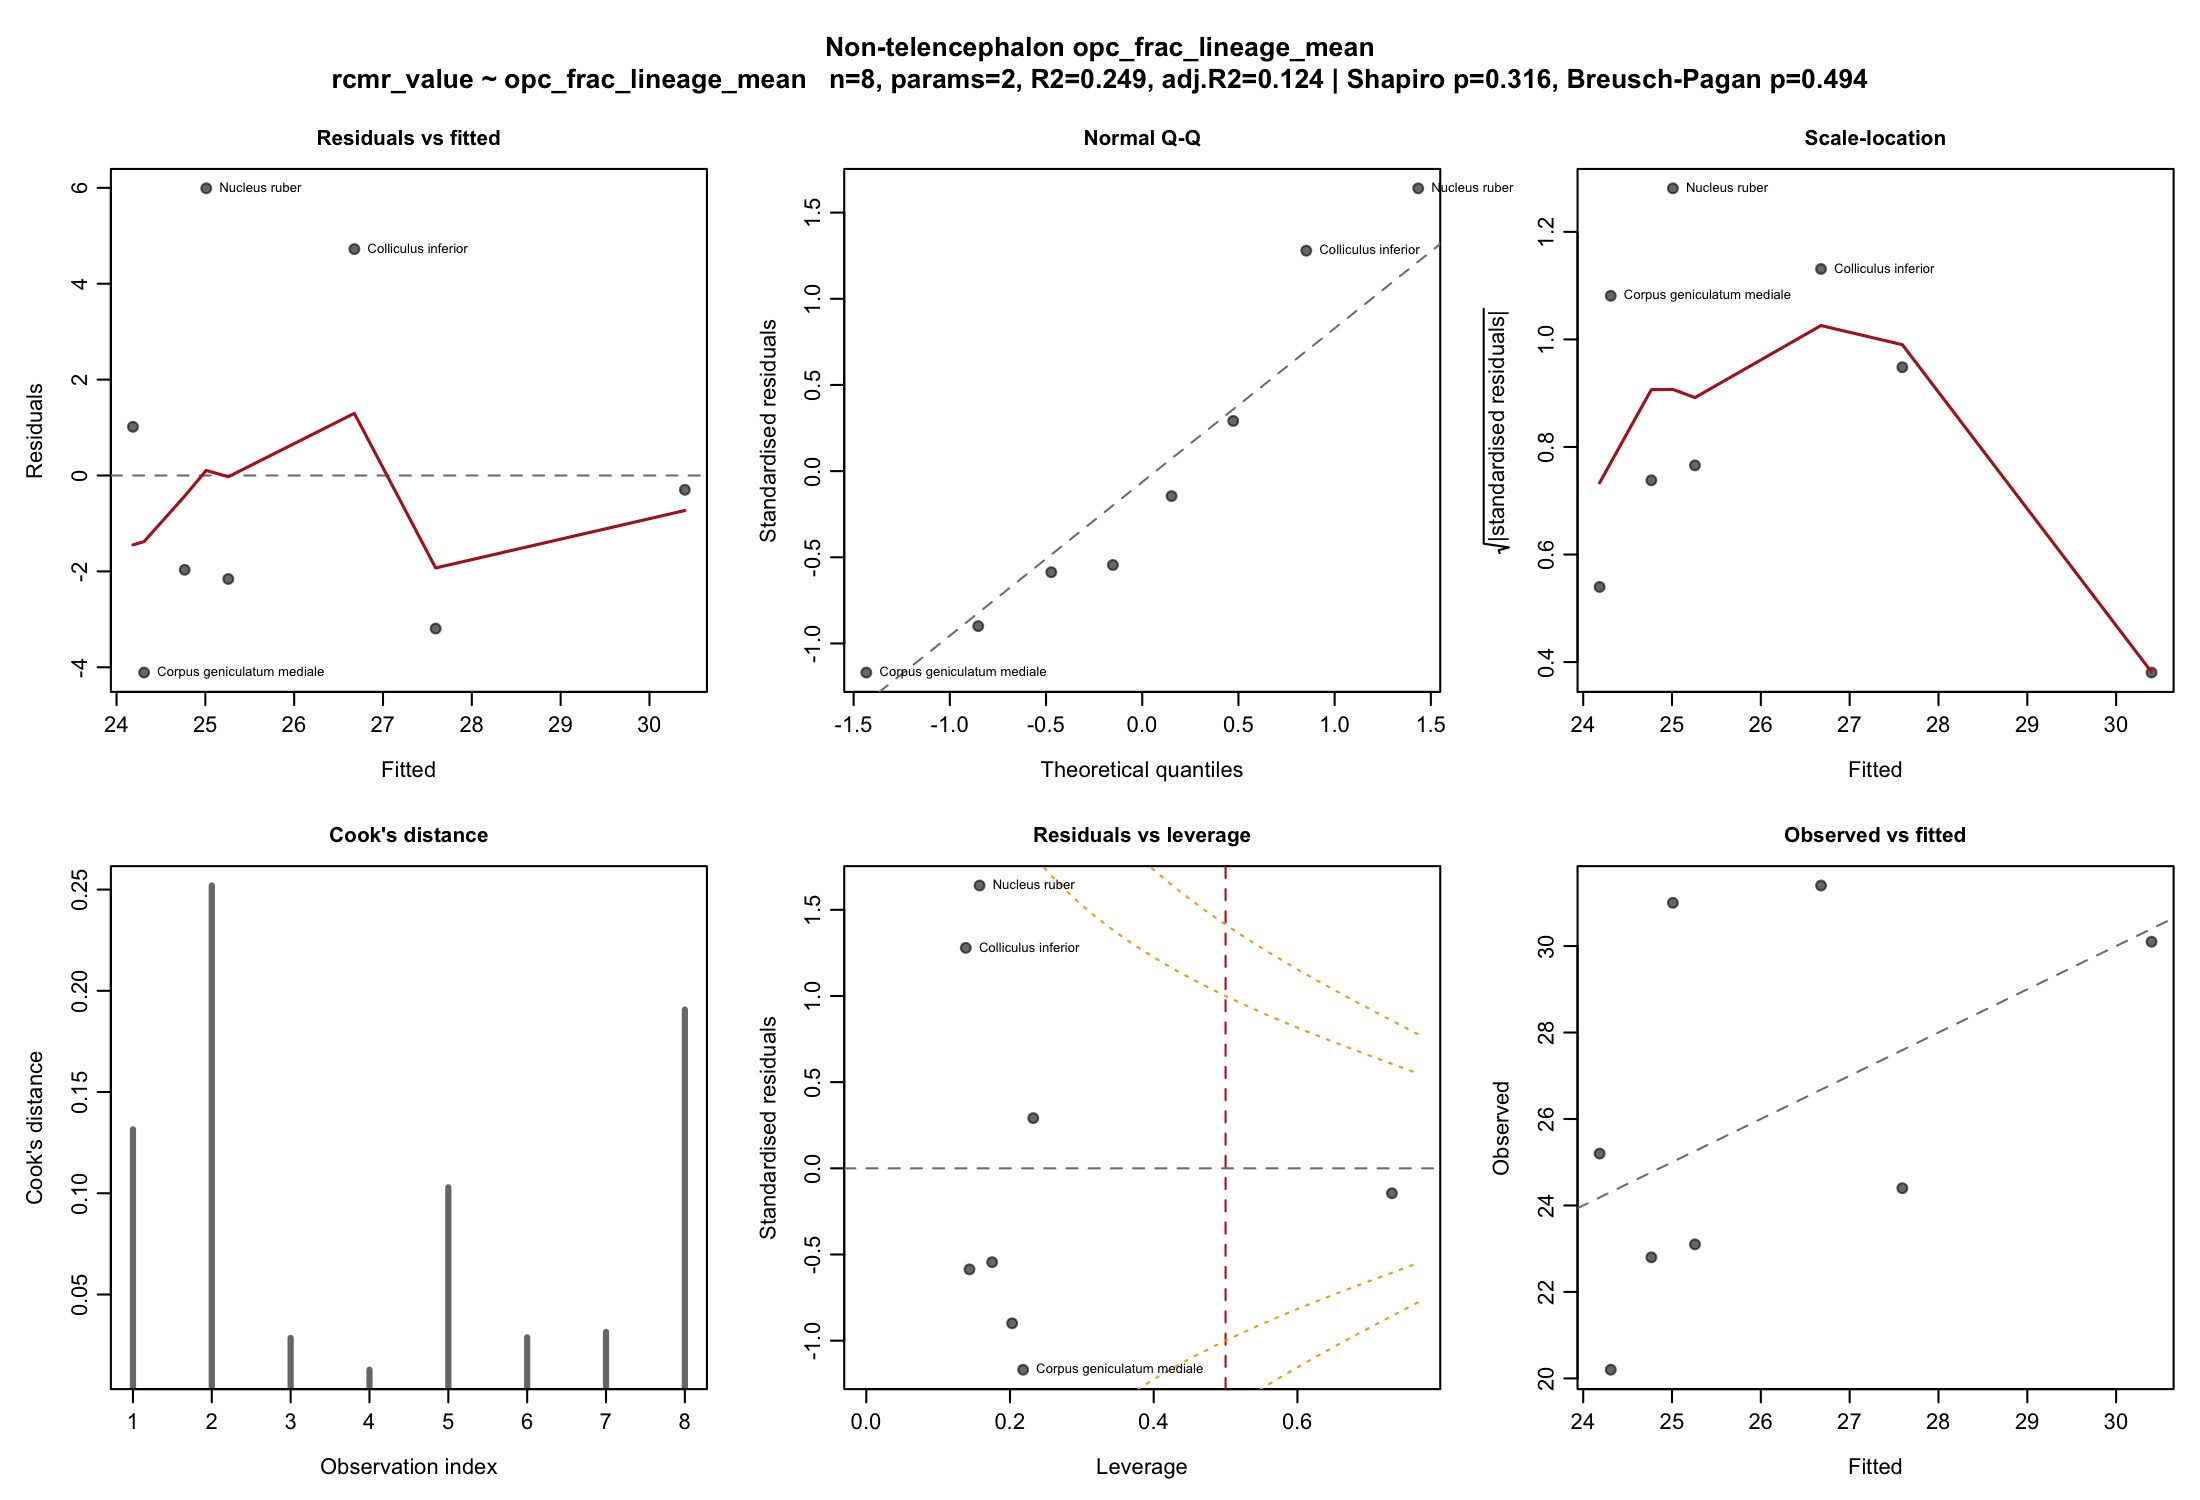 Non-telencephalon opc_frac_lineage_mean
rcmr_value ~ opc_frac_lineage_mean   n=8, params=2, R2=0.249, adj.R2=0.124 | Shapiro p=0.316, Breusch-Pagan p=0.494
Residuals vs fitted
Residuals
6
4
2
0
-2
-4
Nucleus ruber
Colliculus inferior
Corpus geniculatum mediale
24 25 26 27 28 29 30
Fitted
Normal Q-Q
Standardised residuals
1.5
1.0
0.5
0.0
-0.5
-1.0
Nucleus ruber
Colliculus inferior
Corpus geniculatum mediale
-1.5 -1.0 -0.5 0.0 0.5 1.0 1.5
Theoretical quantiles
Scale-location
√|standardised residuals|
1.2
1.0
0.8
0.6
0.4
Nucleus ruber
Colliculus inferior
Corpus geniculatum mediale
24 25 26 27 28 29 30
Fitted
Cook's distance
Cook's distance
0.25
0.20
0.15
0.10
0.05
1 2 3 4 5 6 7 8
Observation index
Residuals vs leverage
Standardised residuals
1.5
1.0
0.5
0.0
-0.5
-1.0
Nucleus ruber
Colliculus inferior
Corpus geniculatum mediale
0.0 0.2 0.4 0.6
Leverage
Observed vs fitted
Observed
30
28
26
24
22
20
24 25 26 27 28 29 30
Fitted